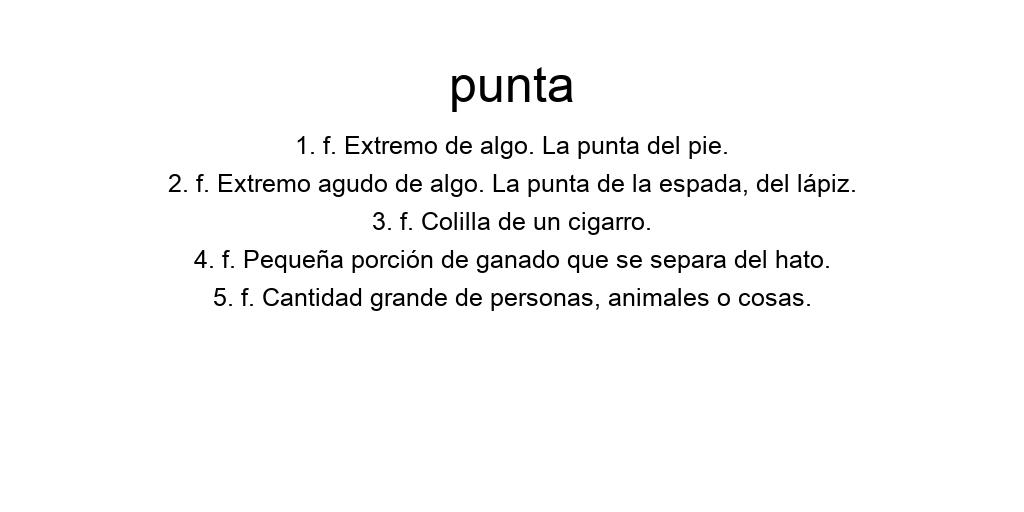 punta
1. f. Extremo de algo. La punta del pie.
2. f. Extremo agudo de algo. La punta de la espada, del lápiz.
3. f. Colilla de un cigarro.
4. f. Pequeña porción de ganado que se separa del hato.
5. f. Cantidad grande de personas, animales o cosas.